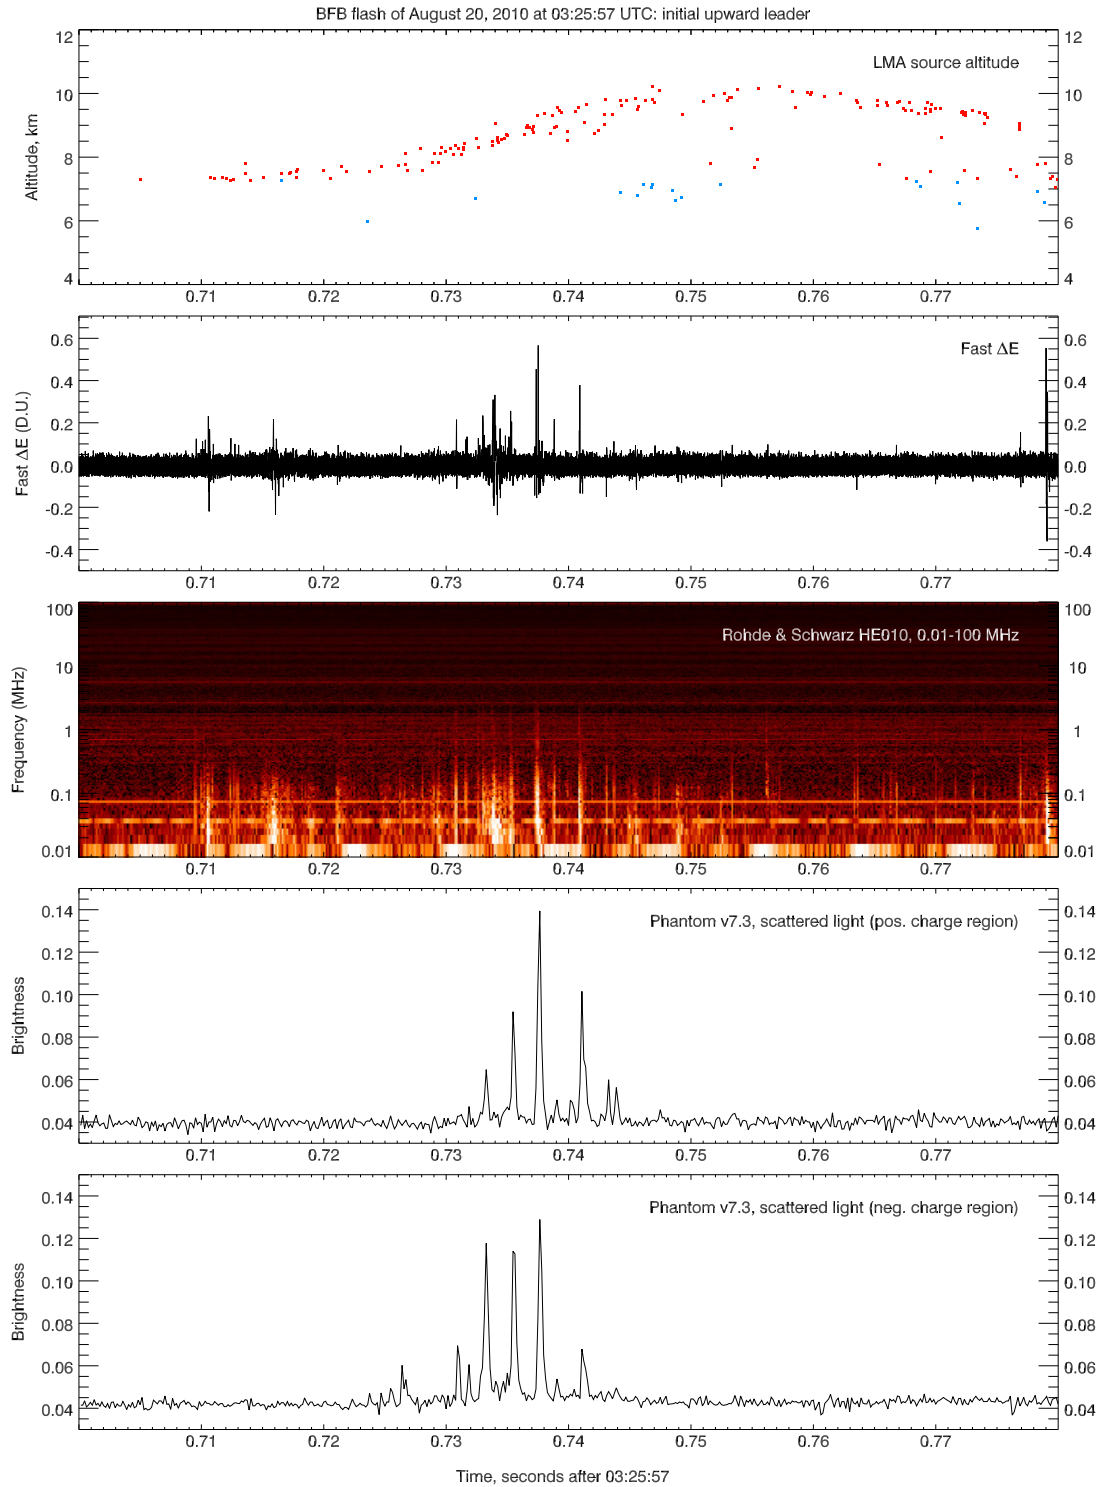 BFB flash of August 20, 2010 at 03:25:57 UTC: initial upward leader
12 12
LMA source altitude
10 10
Altitude, km
8 8
6 6
4 4
0.71 0.72 0.73 0.74 0.75 0.76 0.77
0.6 0.6
Fast ΔE
0.4 0.4
Fast ΔE (D.U.)
0.2 0.2
0.0 0.0
-0.2 -0.2
-0.4 -0.4
0.71 0.72 0.73 0.74 0.75 0.76 0.77
100 100
Rohde & Schwarz HE010, 0.01-100 MHz
10 10
Frequency (MHz)
1 1
0.1 0.1
0.01 0.01
0.71 0.72 0.73 0.74 0.75 0.76 0.77
0.14 0.14
Phantom v7.3, scattered light (pos. charge region)
0.12 0.12
0.10 0.10
Brightness
0.08 0.08
0.06 0.06
0.04 0.04
0.71 0.72 0.73 0.74 0.75 0.76 0.77
0.14 0.14
Phantom v7.3, scattered light (neg. charge region)
0.12 0.12
0.10 0.10
Brightness
0.08 0.08
0.06 0.06
0.04 0.04
0.71 0.72 0.73 0.74 0.75 0.76 0.77
Time, seconds after 03:25:57